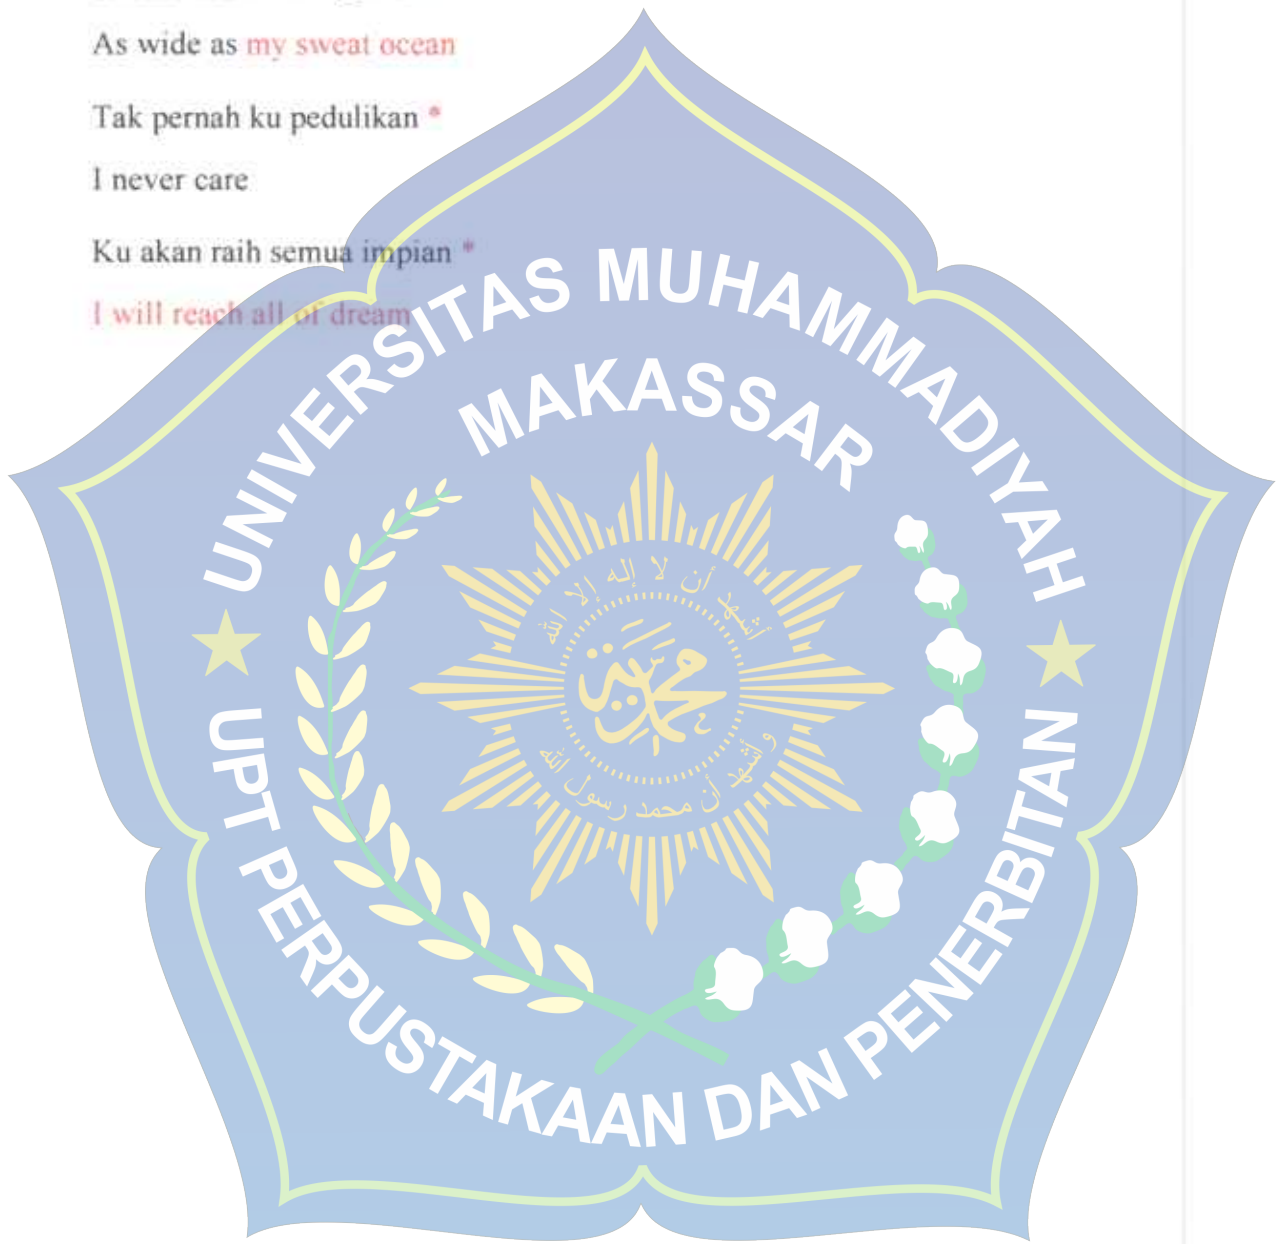 As wide as my sweat ocean
Tak pernah ku pedulikan *
I never care
Ku akan raih semua impian *
I will reach all of dream
UNIVERSITAS MUHAMMADIYAH
MAKASSAR
أشهد أن لا إله إلا الله
محمدية
وأشهد أن محمد رسول الله
UPT PERPUSTAKAAN DAN PENERBITAN